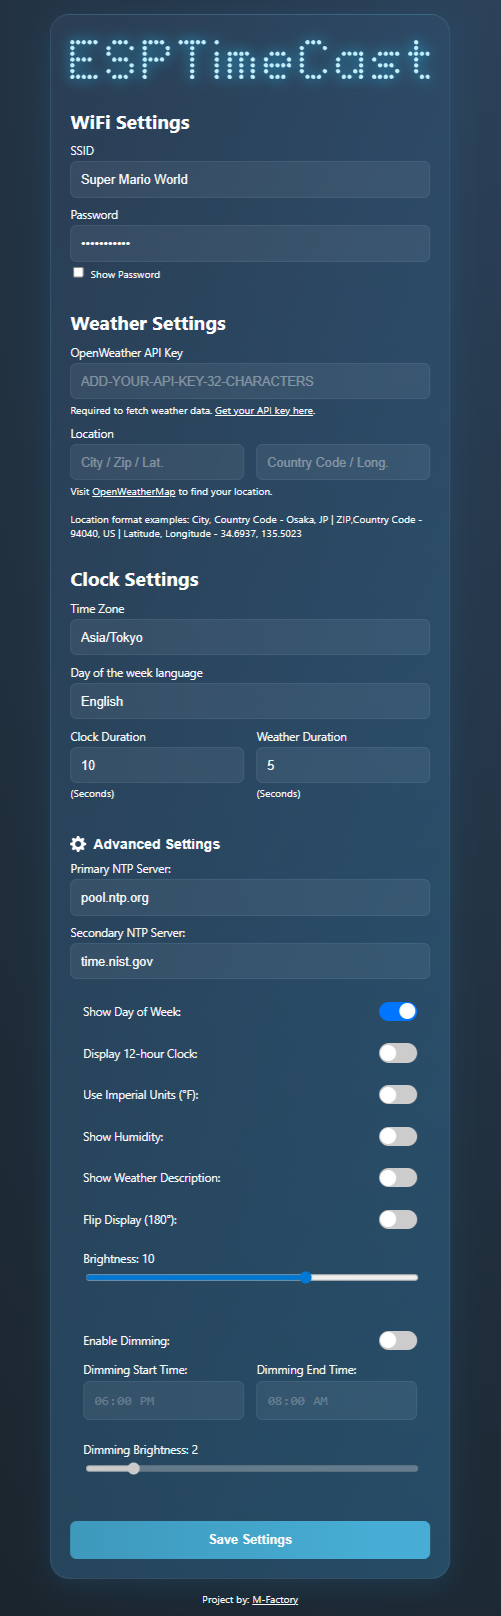 ESPTimeCast
WiFi Settings
SSID
Super Mario World
Password
•••••••••••
Show Password
Weather Settings
OpenWeather API Key
ADD-YOUR-API-KEY-32-CHARACTERS
Required to fetch weather data. Get your API key here.
Location
City / Zip / Lat. Country Code / Long.
Visit OpenWeatherMap to find your location.
Location format examples: City, Country Code - Osaka, JP | ZIP,Country Code -
94040, US | Latitude, Longitude - 34.6937, 135.5023
Clock Settings
Time Zone
Asia/Tokyo
Day of the week language
English
Clock Duration Weather Duration
10 5
(Seconds) (Seconds)
Advanced Settings
Primary NTP Server:
pool.ntp.org
Secondary NTP Server:
time.nist.gov
Show Day of Week:
Display 12-hour Clock:
Use Imperial Units (°F):
Show Humidity:
Show Weather Description:
Flip Display (180°):
Brightness: 10
Enable Dimming:
Dimming Start Time: Dimming End Time:
06:00 PM 08:00 AM
Dimming Brightness: 2
Save Settings
Project by: M-Factory